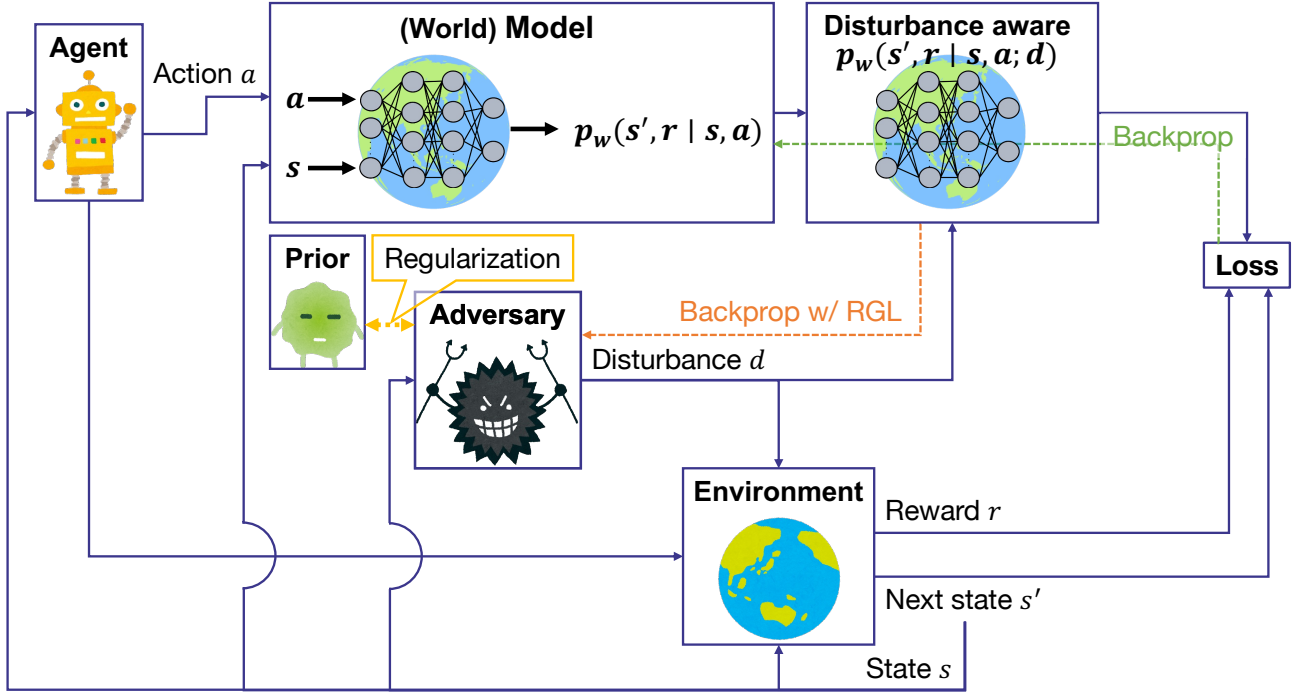 Agent
Action a
(World) Model
a
s
p_w(s′, r | s, a)
Disturbance aware
p_w(s′, r | s, a; d)
Backprop
Loss
Prior
Regularization
Adversary
Backprop w/ RGL
Disturbance d
Environment
Reward r
Next state s′
State s